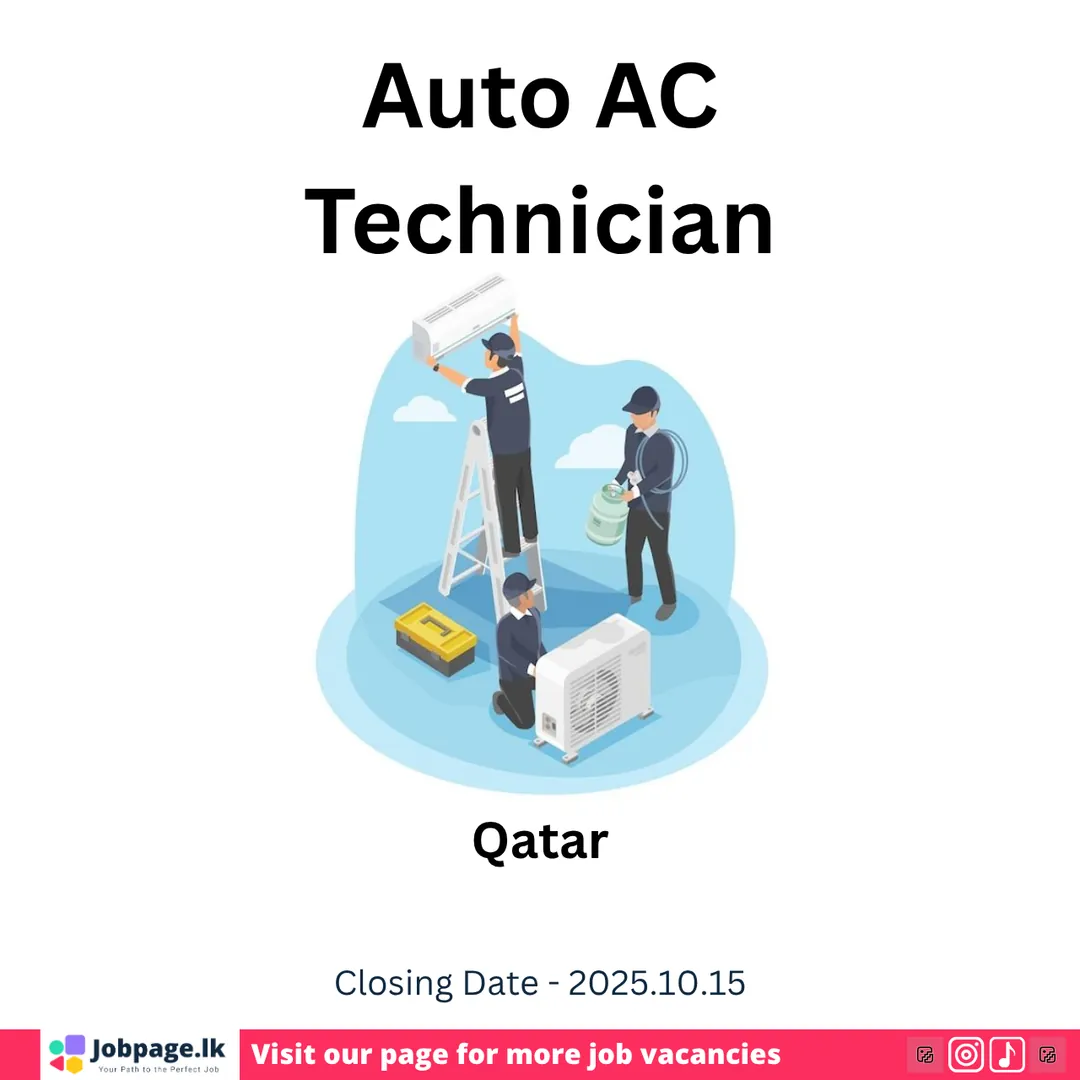 Auto AC
Technician
Qatar
Closing Date - 2025.10.15
Jobpage.lk
Your Path to the Perfect Job
Visit our page for more job vacancies